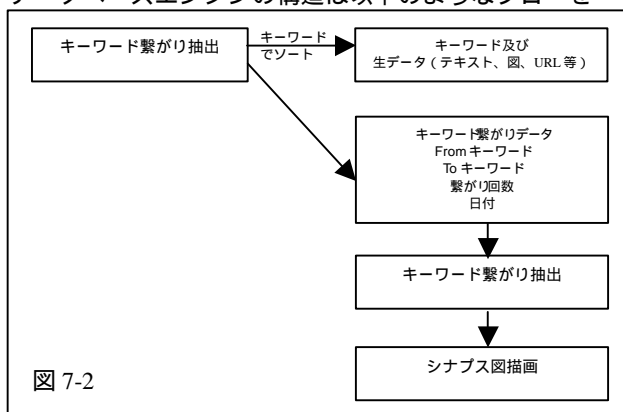 データベースエンジンの構造は以下のようなフローを
キーワード繋がり抽出
キーワード
でソート
キーワード及び
生データ（テキスト、図、URL 等）
キーワード繋がりデータ
From キーワード
To キーワード
繋がり回数
日付
キーワード繋がり抽出
シナプス図描画
図 7-2